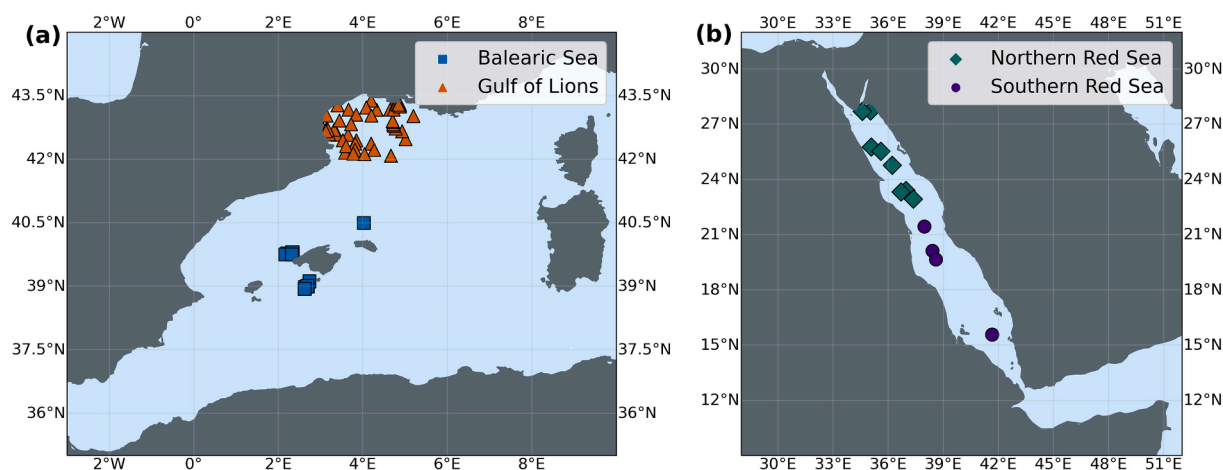 (a)
2°W 0° 2°E 4°E 6°E 8°E
Balearic Sea
Gulf of Lions
43.5°N 43.5°N
42°N 42°N
40.5°N 40.5°N
39°N 39°N
37.5°N 37.5°N
36°N 36°N
2°W 0° 2°E 4°E 6°E 8°E
(b)
30°E 33°E 36°E 39°E 42°E 45°E 48°E 51°E
Northern Red Sea
Southern Red Sea
30°N 30°N
27°N 27°N
24°N 24°N
21°N 21°N
18°N 18°N
15°N 15°N
12°N 12°N
30°E 33°E 36°E 39°E 42°E 45°E 48°E 51°E